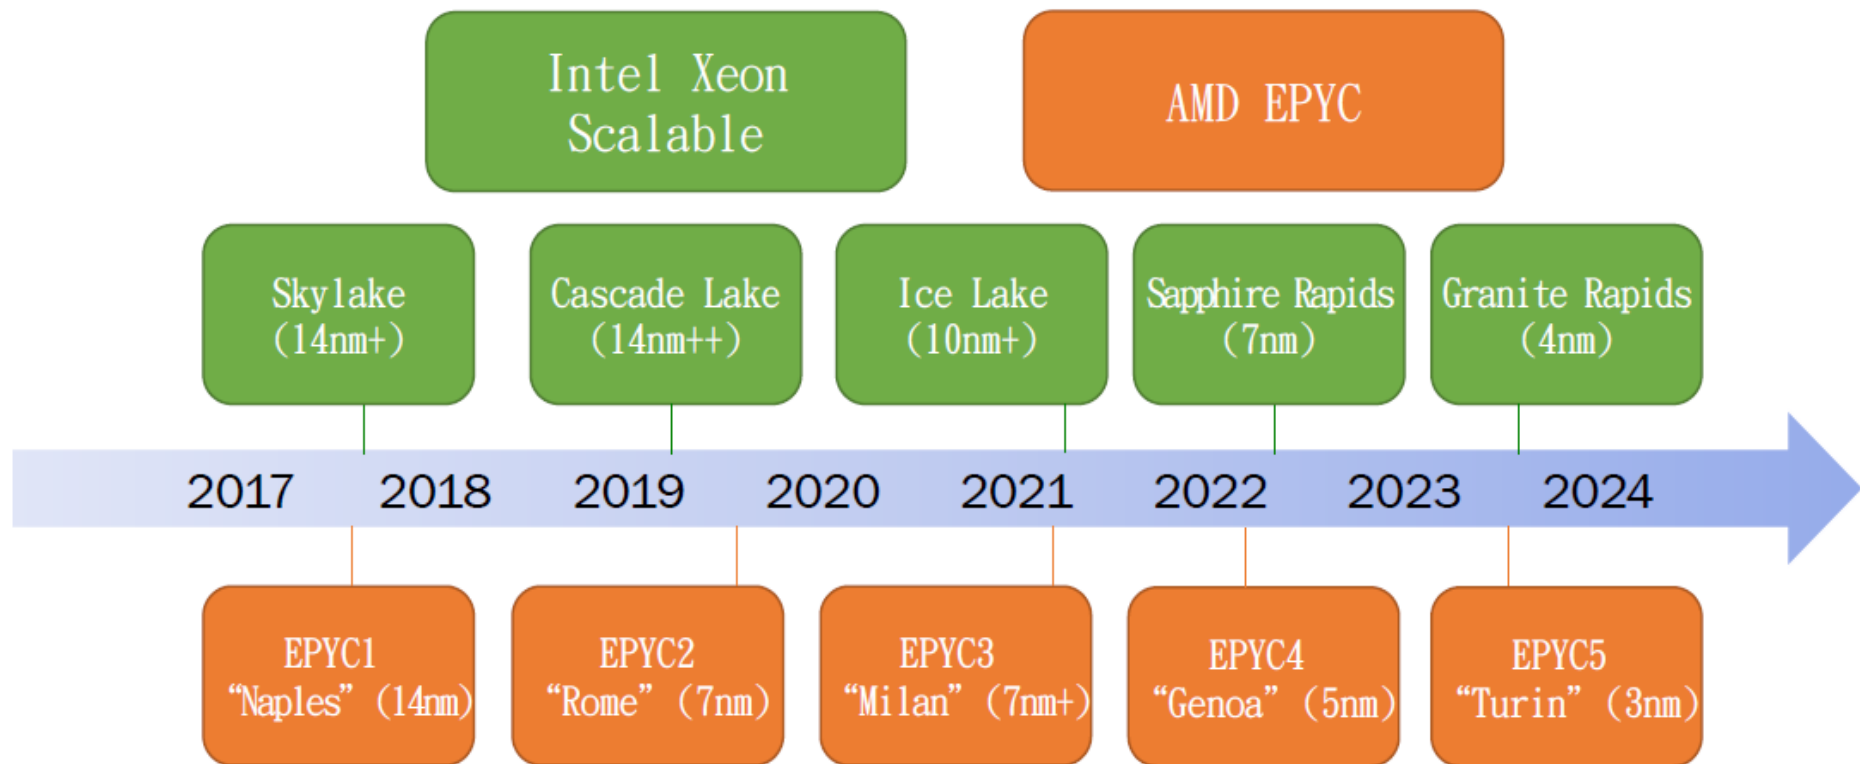 Intel Xeon
Scalable
AMD EPYC
Skylake
(14nm+)
Cascade Lake
(14nm++)
Ice Lake
(10nm+)
Sapphire Rapids
(7nm)
Granite Rapids
(4nm)
2017 2018 2019 2020 2021 2022 2023 2024
EPYC1
“Naples” (14nm)
EPYC2
“Rome” (7nm)
EPYC3
“Milan” (7nm+)
EPYC4
“Genoa” (5nm)
EPYC5
“Turin” (3nm)